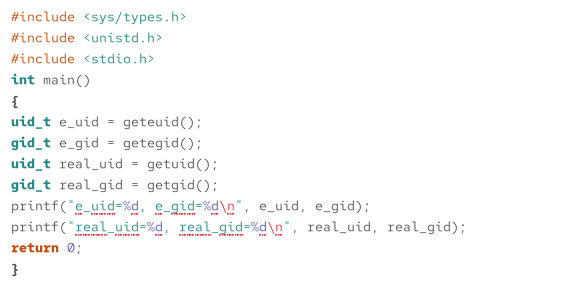 #include <sys/types.h>
#include <unistd.h>
#include <stdio.h>
int main()
{
uid_t e_uid = geteuid();
gid_t e_gid = getegid();
uid_t real_uid = getuid();
gid_t real_gid = getgid();
printf("e_uid=%d, e_gid=%d\n", e_uid, e_gid);
printf("real_uid=%d, real_gid=%d\n", real_uid, real_gid);
return 0;
}